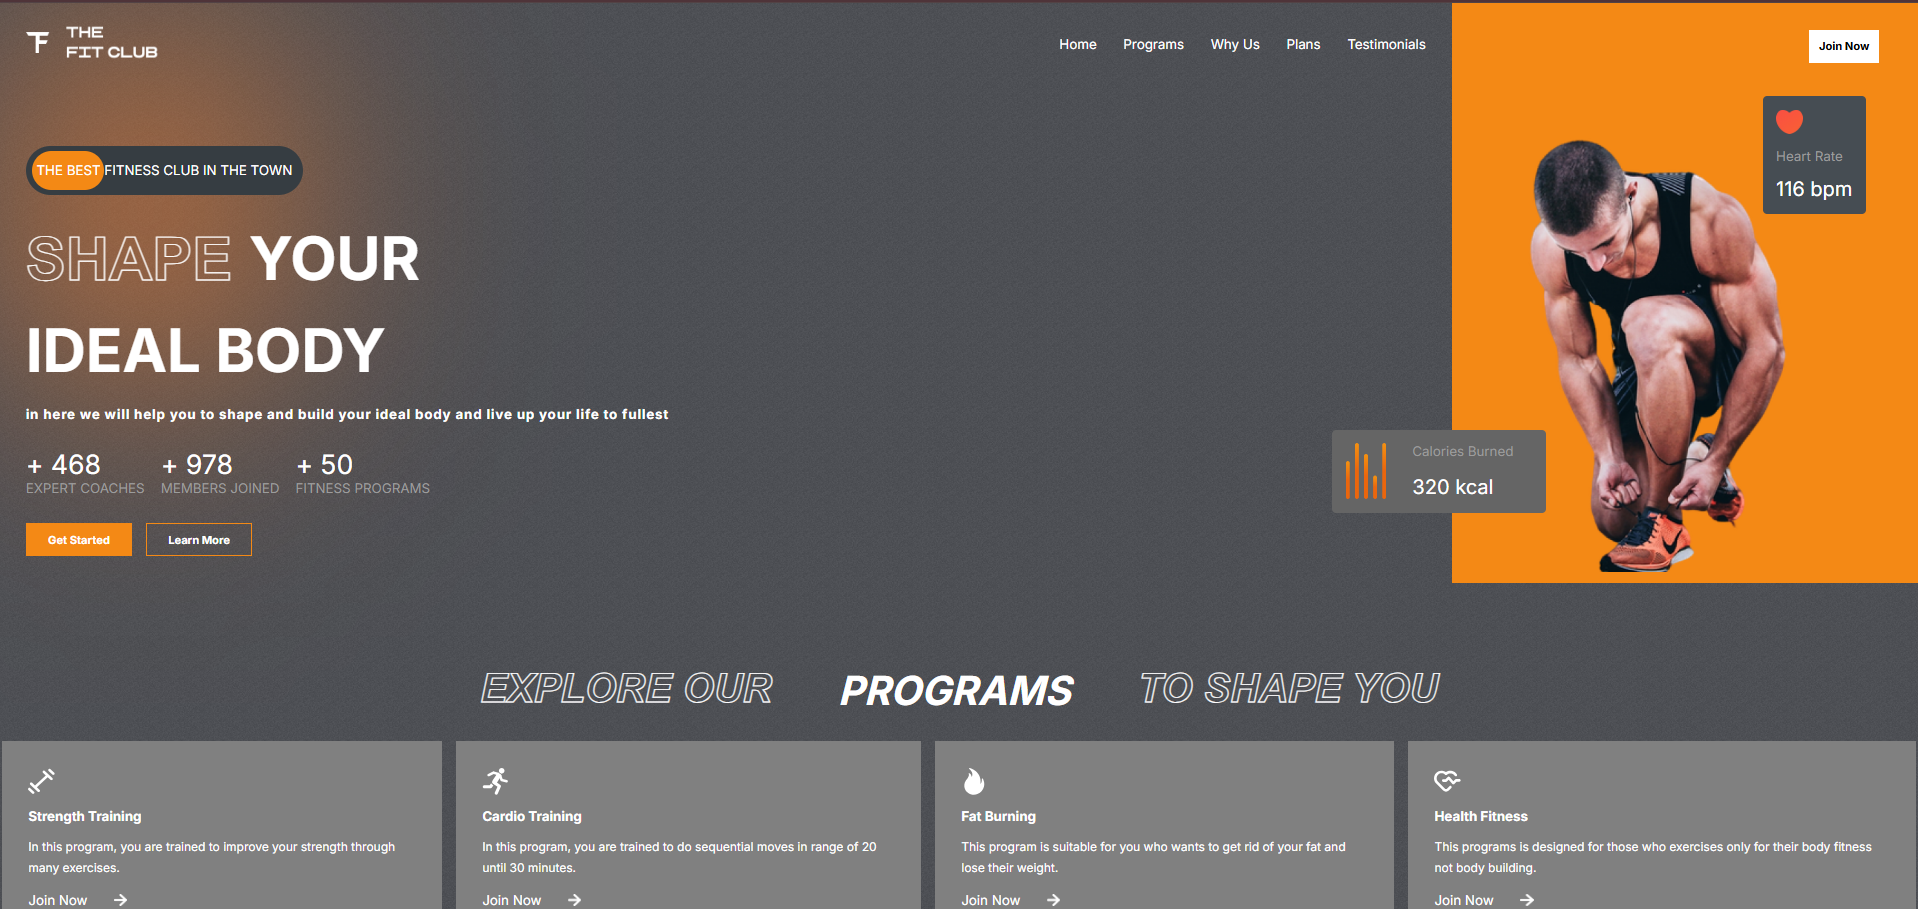 THE
FIT CLUB
Home Programs Why Us Plans Testimonials
Join Now
THE BEST FITNESS CLUB IN THE TOWN
SHAPE YOUR
IDEAL BODY
in here we will help you to shape and build your ideal body and live up your life to fullest
+ 468
EXPERT COACHES
+ 978
MEMBERS JOINED
+ 50
FITNESS PROGRAMS
Get Started
Learn More
Heart Rate
116 bpm
Calories Burned
320 kcal
EXPLORE OUR PROGRAMS TO SHAPE YOU
Strength Training
In this program, you are trained to improve your strength through
many exercises.
Join Now
Cardio Training
In this program, you are trained to do sequential moves in range of 20
until 30 minutes.
Join Now
Fat Burning
This program is suitable for you who wants to get rid of your fat and
lose their weight.
Join Now
Health Fitness
This programs is designed for those who exercises only for their body fitness
not body building.
Join Now